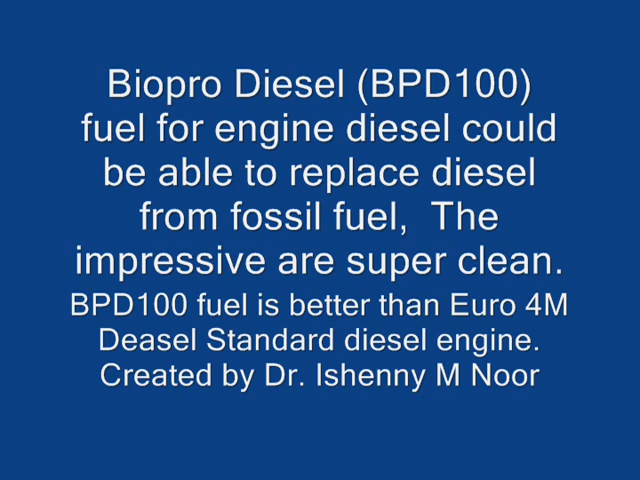 Biopro Diesel (BPD100)
fuel for engine diesel could
be able to replace diesel
from fossil fuel,  The
impressive are super clean.
BPD100 fuel is better than Euro 4M
Deasel Standard diesel engine.
Created by Dr. Ishenny M Noor